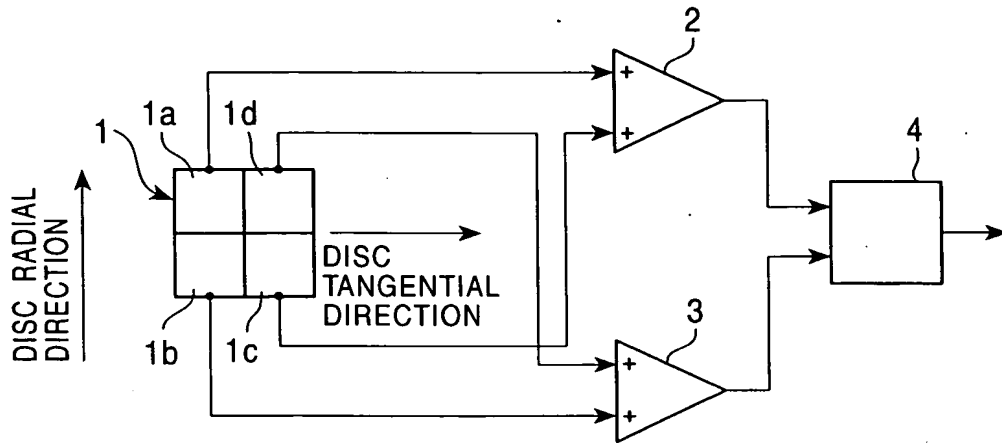 2
+
+
1a
1d
1
4
DISC RADIAL
DIRECTION
DISC
TANGENTIAL
DIRECTION
1b
1c
3
+
+